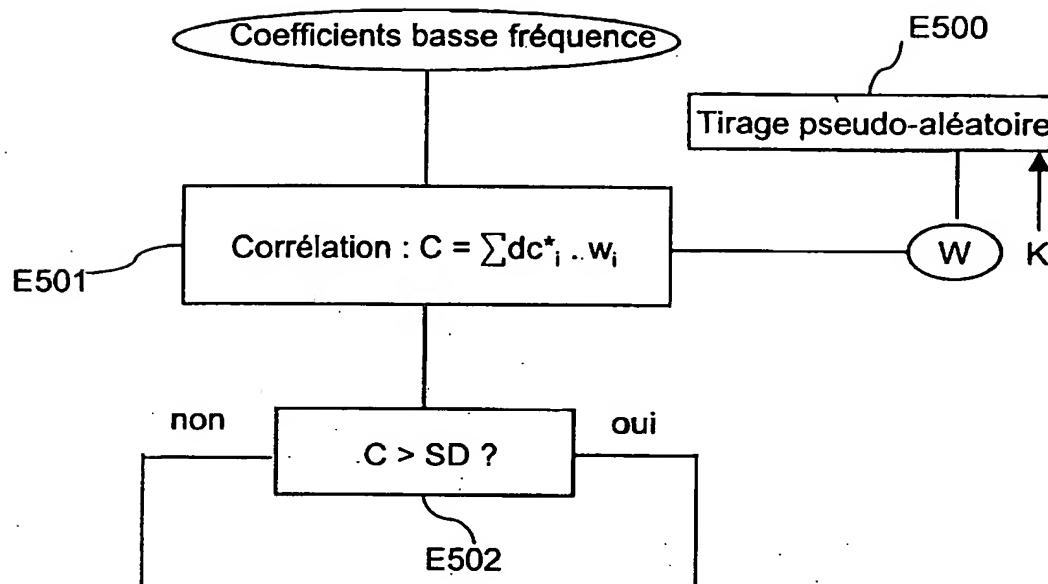 Coefficients basse fréquence
E500
Tirage pseudo-aléatoire
Corrélation : C = ∑dc*i . wi
W
K
E501
non
oui
C > SD ?
E502